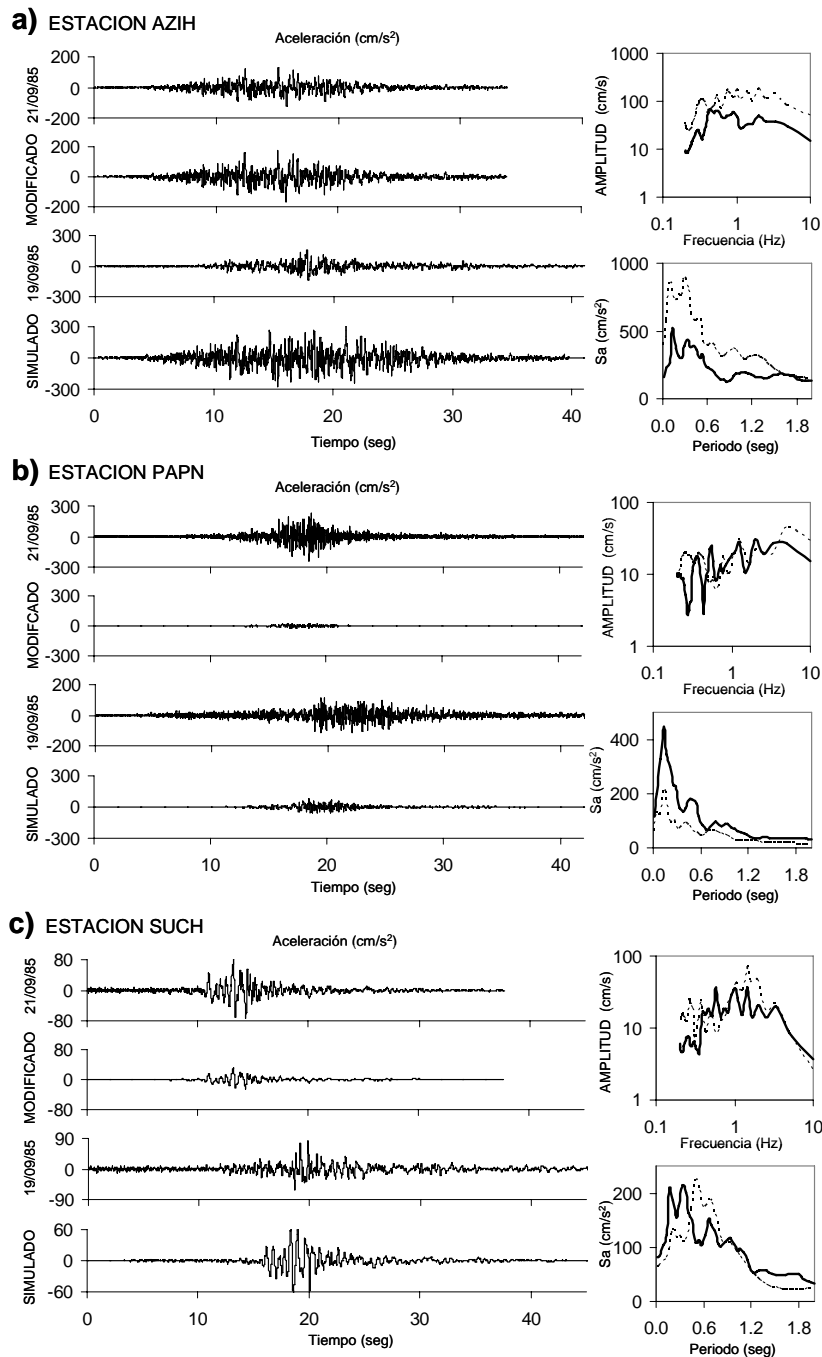 a) ESTACION AZIH
Aceleración (cm/s²)
21/09/85
200
0
-200
MODIFICADO
200
0
-200
19/09/85
300
0
-300
SIMULADO
300
0
-300
0 10 20 30 40
Tiempo (seg)
AMPLITUD (cm/s)
1000
100
10
1
0.1 1 10
Frecuencia (Hz)
Sa (cm/s²)
1000
500
0
0.0 0.6 1.2 1.8
Periodo (seg)
b) ESTACION PAPN
Aceleración (cm/s²)
21/09/85
300
0
-300
MODIFCADO
300
0
-300
19/09/85
200
0
-200
SIMULADO
300
0
-300
0 10 20 30 40
Tiempo (seg)
AMPLITUD (cm/s)
100
10
1
0.1 1 10
Frecuencia (Hz)
Sa (cm/s²)
400
200
0
0.0 0.6 1.2 1.8
Periodo (seg)
c) ESTACION SUCH
Aceleración (cm/s²)
21/09/85
80
0
-80
MODIFICADO
80
0
-80
19/09/85
90
0
-90
SIMULADO
60
0
-60
0 10 20 30 40
Tiempo (seg)
AMPLITUD (cm/s)
100
10
1
0.1 1 10
Frecuencia (Hz)
Sa (cm/s²)
200
100
0
0.0 0.6 1.2 1.8
Periodo (seg)